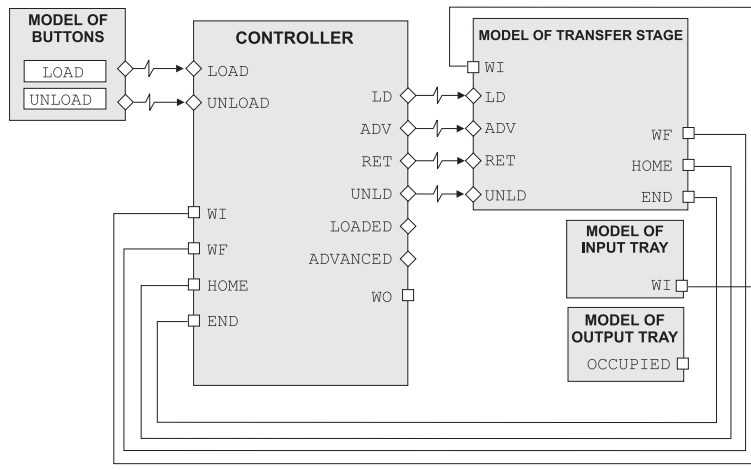 MODEL OF
BUTTONS
LOAD
UNLOAD
CONTROLLER
LOAD
UNLOAD
LD
ADV
RET
UNLD
LOADED
ADVANCED
WO
WI
WF
HOME
END
MODEL OF TRANSFER STAGE
WI
LD
ADV
RET
UNLD
WF
HOME
END
MODEL OF
INPUT TRAY
WI
MODEL OF
OUTPUT TRAY
OCCUPIED